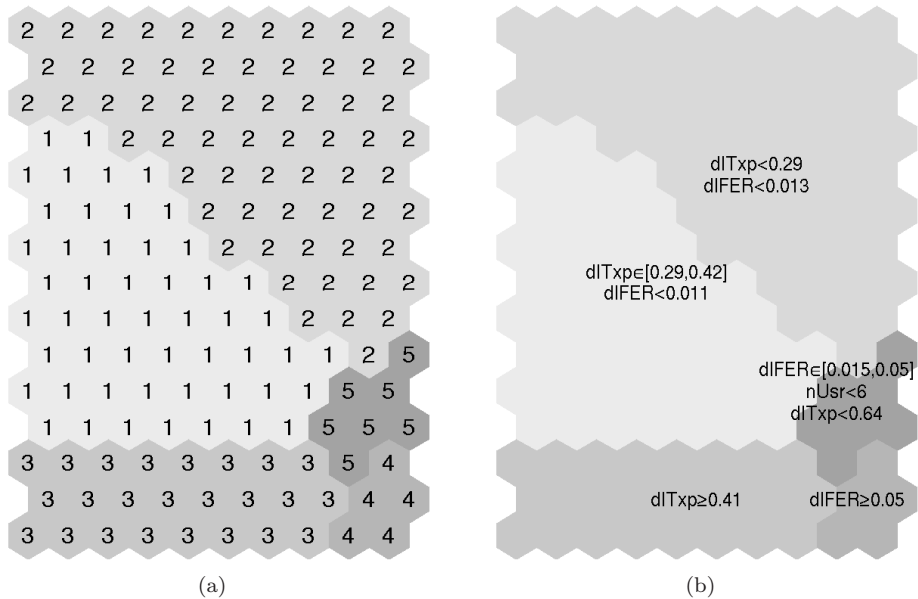 2 2 2 2 2 2 2 2 2 2
2 2 2 2 2 2 2 2 2 2
2 2 2 2 2 2 2 2 2 2
1 1 2 2 2 2 2 2 2 2
1 1 1 1 2 2 2 2 2 2
1 1 1 1 2 2 2 2 2 2
1 1 1 1 1 2 2 2 2 2
1 1 1 1 1 1 2 2 2 2
1 1 1 1 1 1 1 2 2 2
1 1 1 1 1 1 1 1 2 5
1 1 1 1 1 1 1 1 5 5
1 1 1 1 1 1 1 5 5 5
3 3 3 3 3 3 3 3 5 4
3 3 3 3 3 3 3 3 4 4
3 3 3 3 3 3 3 3 4 4
(a)
dlTxp<0.29
dlFER<0.013
dlTxp∈[0.29,0.42]
dlFER<0.011
dlFER∈[0.015,0.05]
nUsr<6
dlTxp<0.64
dlTxp≥0.41
dlFER≥0.05
(b)